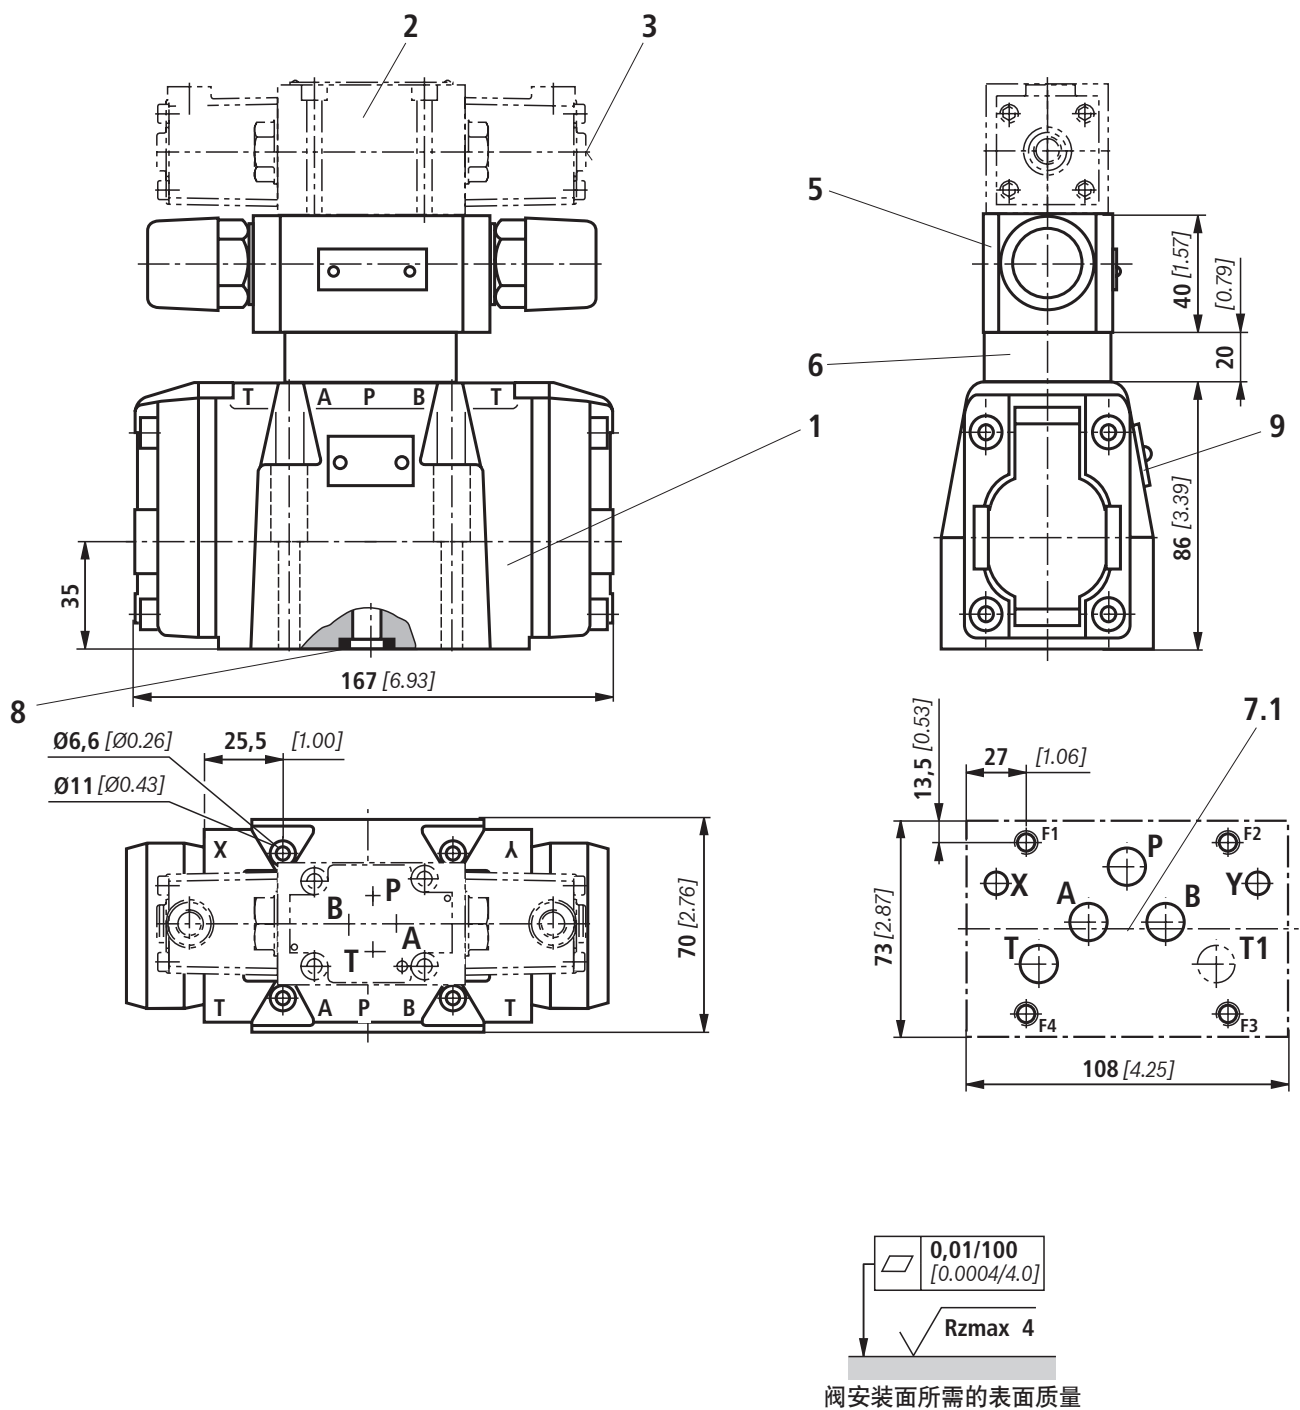 2
3
5
40 [1.57]
[0.79]
20
6
T A P B T
1
9
86 [3.39]
35
167 [6.93]
8
7.1
Ø6,6 [Ø0.26]
25,5 [1.00]
Ø11 [Ø0.43]
13,5 [0.53]
27 [1.06]
X Y
P
B
A
T
T A P B T
70 [2.76]
F1 F2
P
X Y
A B
T T1
F4 F3
73 [2.87]
108 [4.25]
0,01/100
[0.0004/4.0]
Rzmax 4
阀安装面所需的表面质量